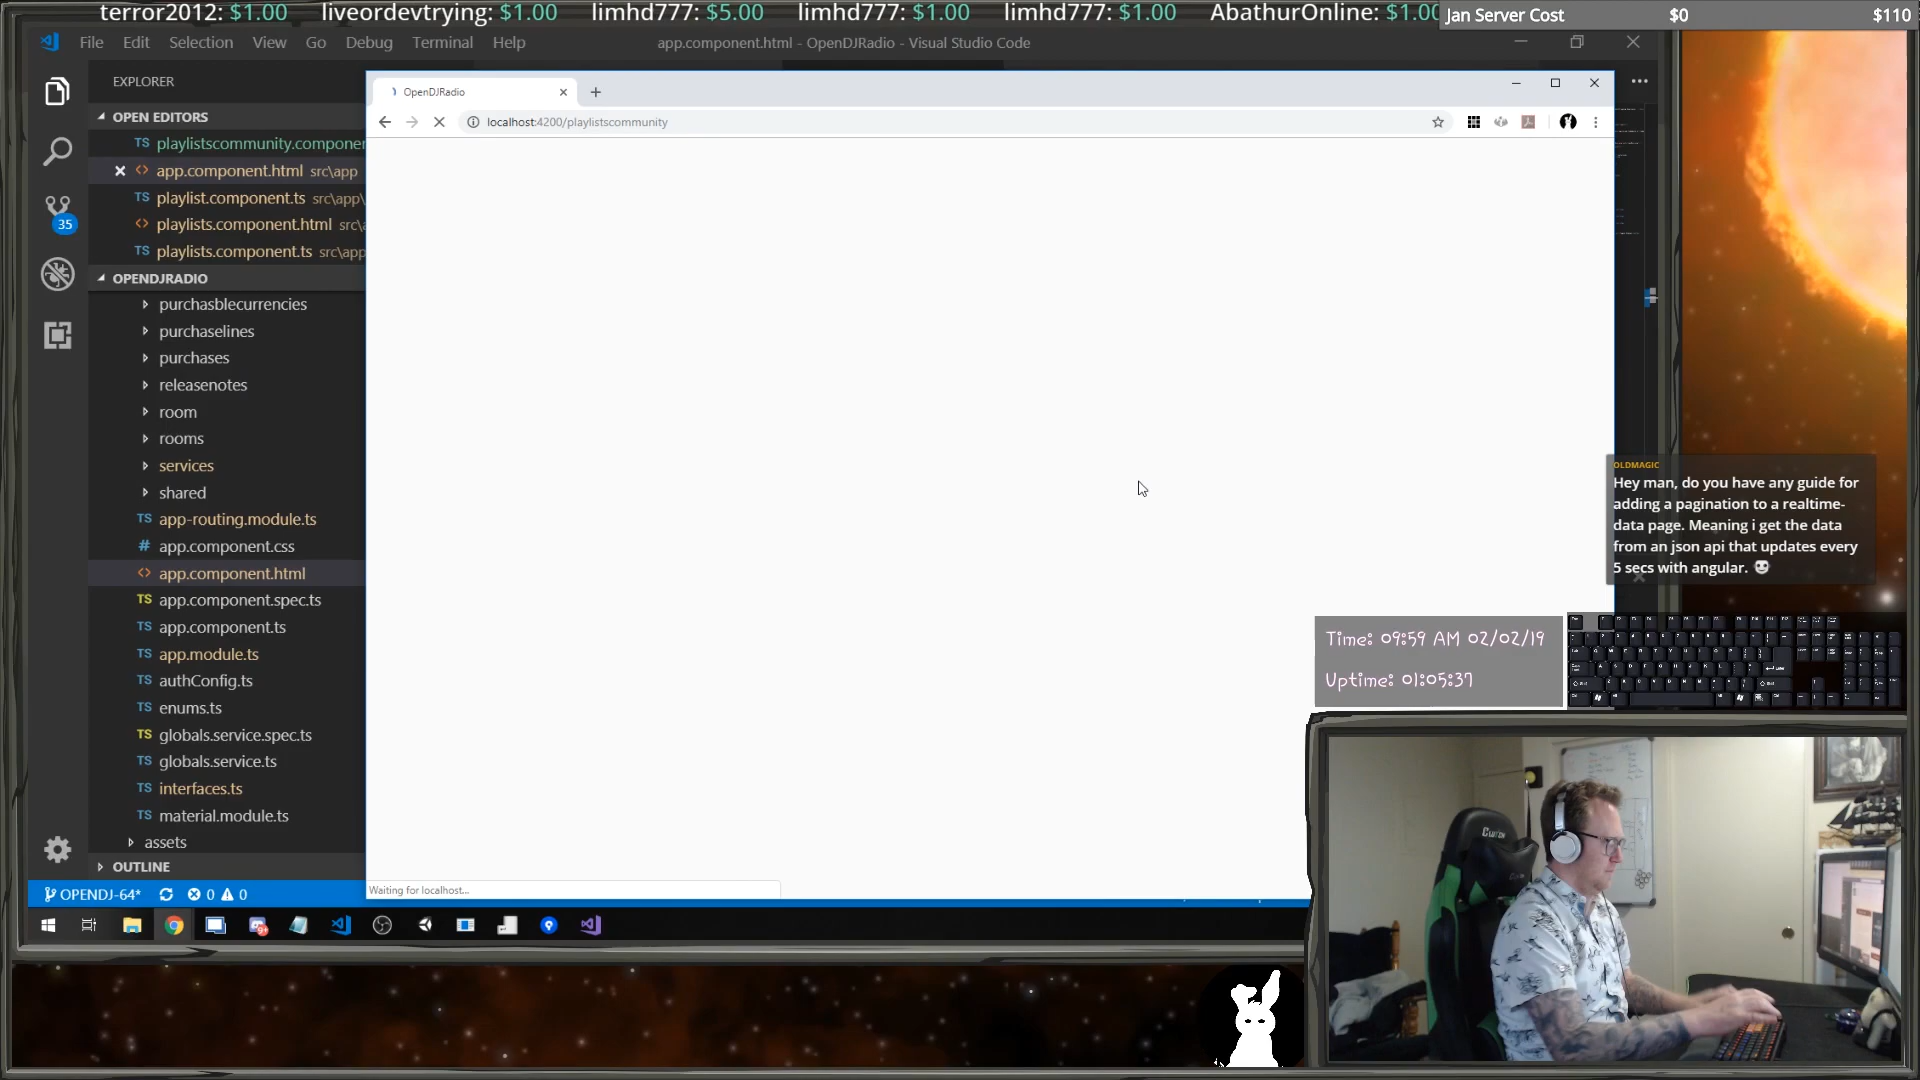 terror2012: $1.00 liveordevtrying: $1.00 limhd777: $5.00 limhd777: $1.00 limhd777: $1.00 AbathurOnline: $1.00
Jan Server Cost $0 $110
File Edit Selection View Go Debug Terminal Help app.component.html - OpenDJRadio - Visual Studio Code
EXPLORER
OPEN EDITORS
TS playlistscommunity.componen
app.component.html src\app
TS playlist.component.ts src\app\
playlists.component.html src\a
TS playlists.component.ts src\app
OPENDJRADIO
purchasblecurrencies
purchaselines
purchases
releasenotes
room
rooms
services
shared
TS app-routing.module.ts
# app.component.css
app.component.html
TS app.component.spec.ts
TS app.component.ts
TS app.module.ts
TS authConfig.ts
TS enums.ts
TS globals.service.spec.ts
TS globals.service.ts
TS interfaces.ts
TS material.module.ts
assets
OUTLINE
35
OPENDJ-64* 0 0
OpenDJRadio
localhost:4200/playlistscommunity
Waiting for localhost...
OLDMAGIC
Hey man, do you have any guide for
adding a pagination to a realtime-
data page. Meaning i get the data
from an json api that updates every
5 secs with angular.
Time: 09:59 AM 02/02/19
Uptime: 01:05:37